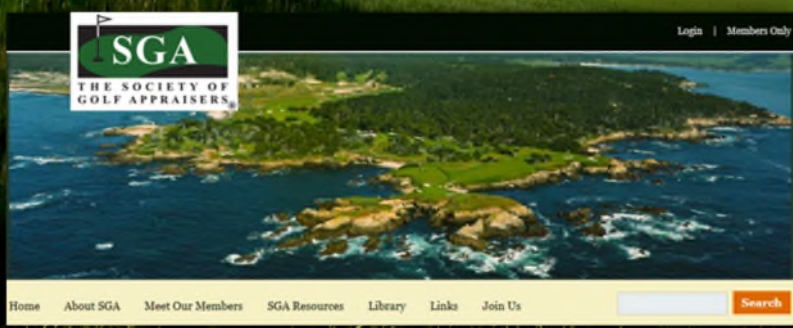 Login | Members Only
SGA
THE SOCIETY OF
GOLF APPRAISERS®
Home About SGA Meet Our Members SGA Resources Library Links Join Us Search